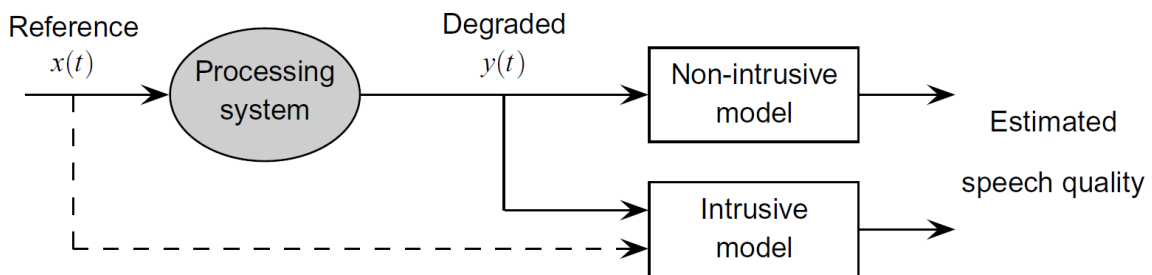 Reference
x(t)
Processing
system
Degraded
y(t)
Non-intrusive
model
Intrusive
model
Estimated
speech quality